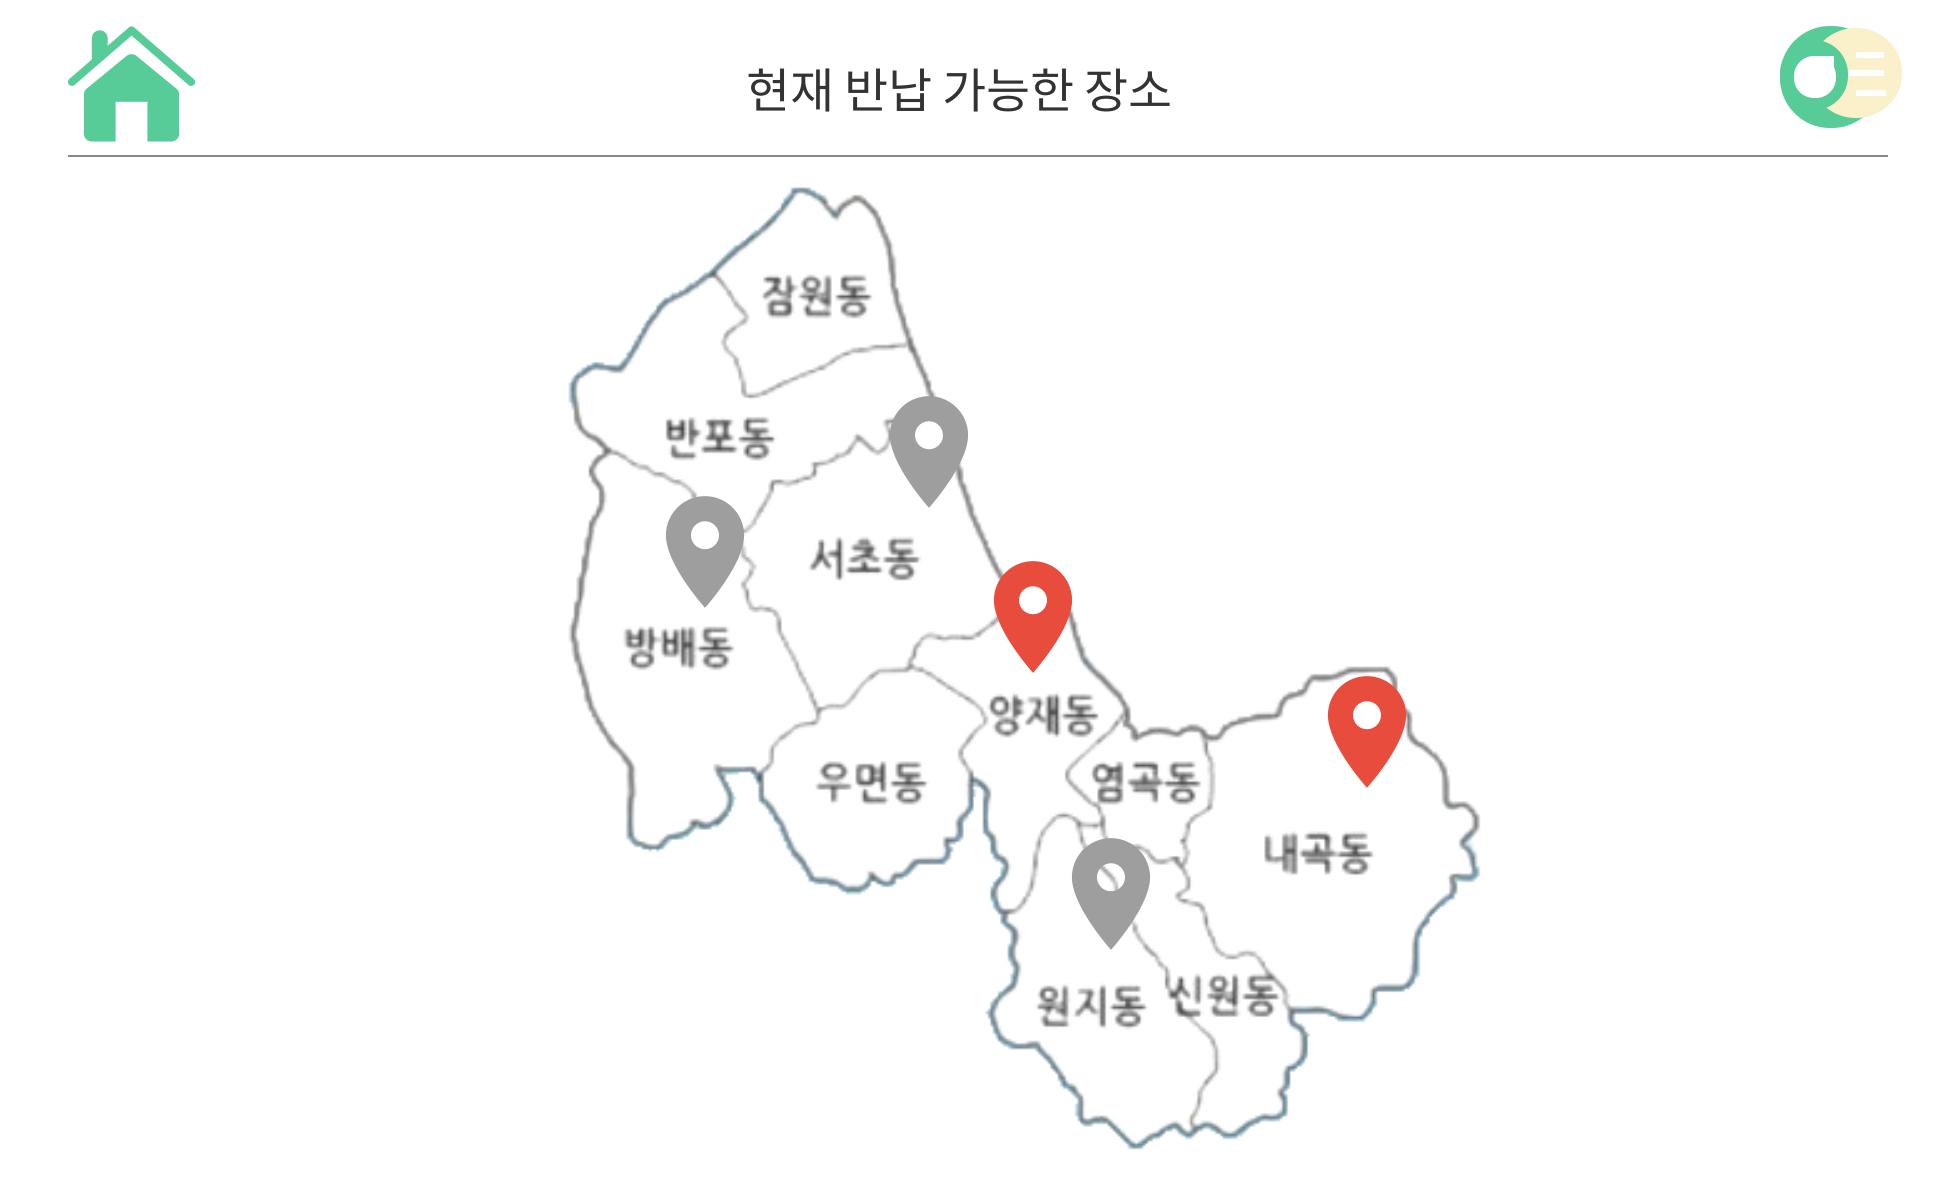 현재 반납 가능한 장소
잠원동
반포동
서초동
방배동
양재동
우면동
염곡동
내곡동
원지동
신원동